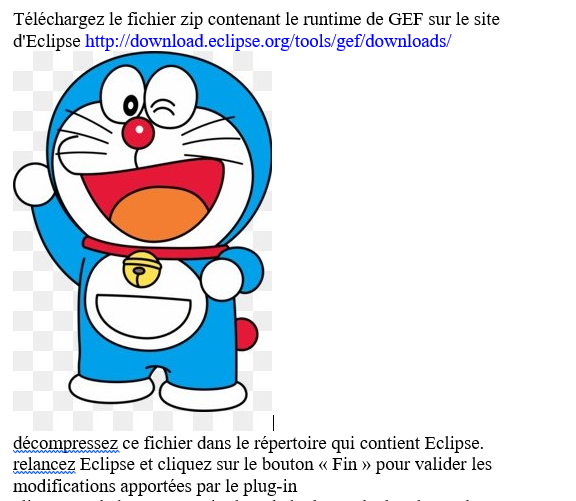 Téléchargez le fichier zip contenant le runtime de GEF sur le site
d'Eclipse http://download.eclipse.org/tools/gef/downloads/
décompressez ce fichier dans le répertoire qui contient Eclipse.
relancez Eclipse et cliquez sur le bouton « Fin » pour valider les
modifications apportées par le plug-in